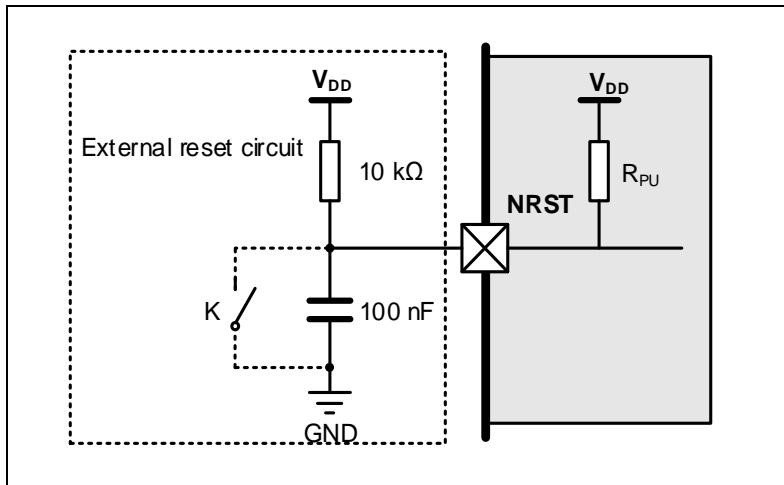 VDD
VDD
External reset circuit
10 kΩ
RPU
NRST
K
100 nF
GND